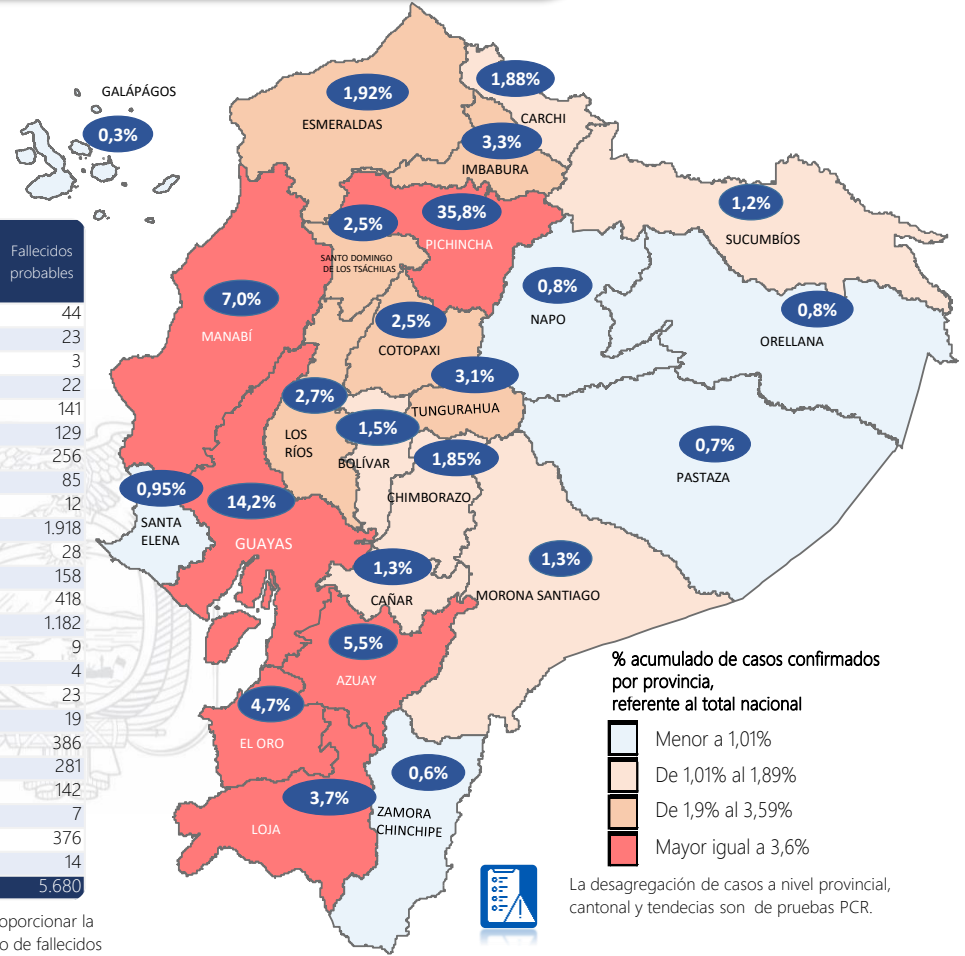 GALÁPÁGOS
0,3%
1,92%
ESMERALDAS
1,88%
CARCHI
3,3%
IMBABURA
1,2%
SUCUMBÍOS
35,8%
PICHINCHA
2,5%
SANTO DOMINGO
DE LOS TSÁCHILAS
7,0%
MANABÍ
0,8%
NAPO
0,8%
ORELLANA
2,5%
COTOPAXI
3,1%
TUNGURAHUA
2,7%
LOS
RÍOS
1,5%
BOLÍVAR
1,85%
CHIMBORAZO
0,7%
PASTAZA
0,95%
SANTA
ELENA
14,2%
GUAYAS
1,3%
CAÑAR
1,3%
MORONA SANTIAGO
5,5%
AZUAY
4,7%
EL ORO
3,7%
LOJA
0,6%
ZAMORA
CHINCHIPE
Fallecidos
probables
44
23
3
22
141
129
256
85
12
1.918
28
158
418
1.182
9
4
23
19
386
281
142
7
376
14
5.680
oporcionar la
o de fallecidos
% acumulado de casos confirmados
por provincia,
referente al total nacional
Menor a 1,01%
De 1,01% al 1,89%
De 1,9% al 3,59%
Mayor igual a 3,6%
La desagregación de casos a nivel provincial,
cantonal y tendecias son de pruebas PCR.